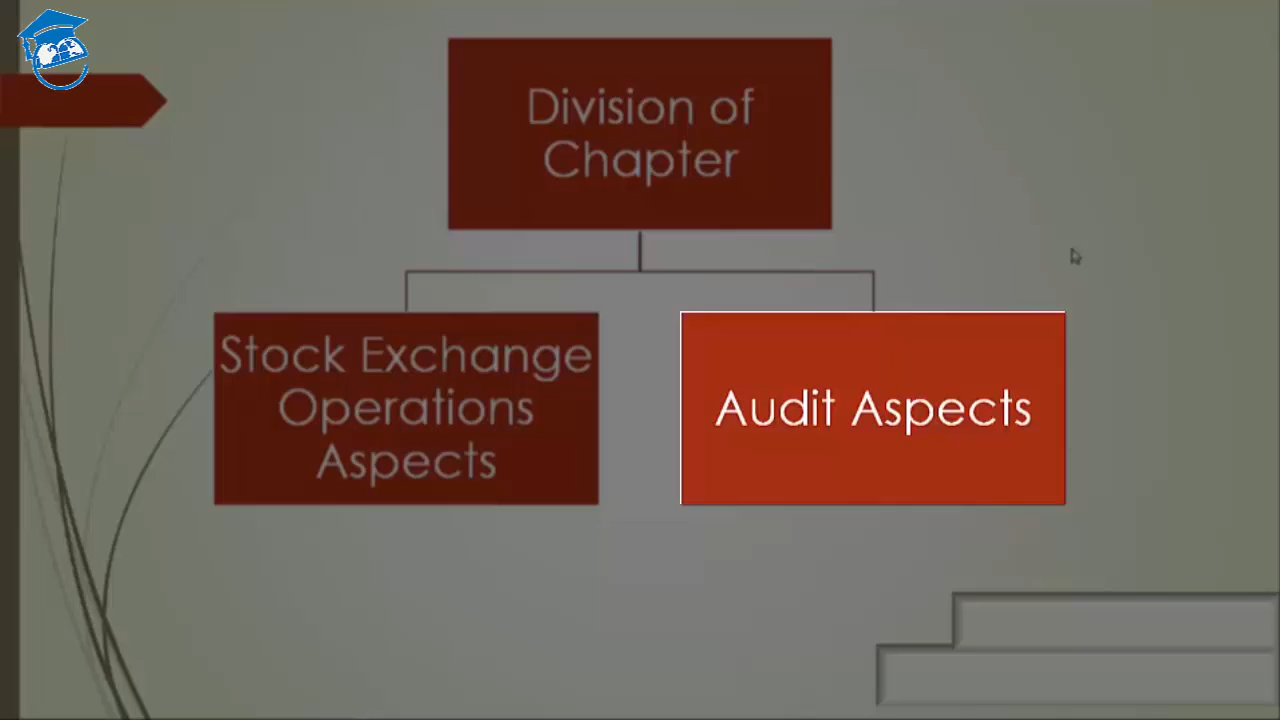 Division of
Chapter
Stock Exchange
Operations
Aspects
Audit Aspects